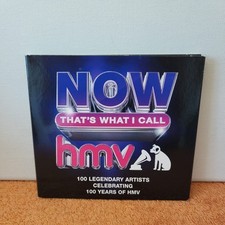 NOW
THAT'S WHAT I CALL
hmv
100 LEGENDARY ARTISTS
CELEBRATING
100 YEARS OF HMV